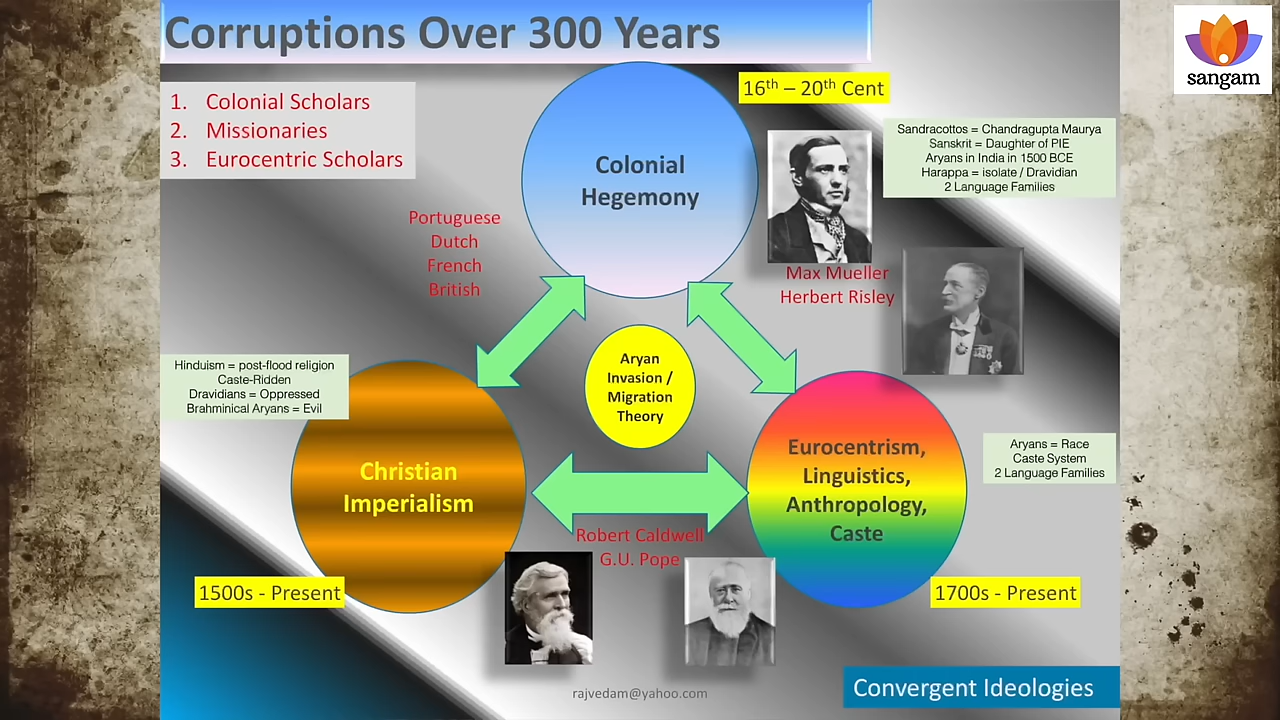 Corruptions Over 300 Years
sangam
1. Colonial Scholars
2. Missionaries
3. Eurocentric Scholars
16th – 20th Cent
Colonial
Hegemony
Sandracottos = Chandragupta Maurya
Sanskrit = Daughter of PIE
Aryans in India in 1500 BCE
Harappa = isolate / Dravidian
2 Language Families
Portuguese
Dutch
French
British
Max Mueller
Herbert Risley
Aryan
Invasion /
Migration
Theory
Hinduism = post-flood religion
Caste-Ridden
Dravidians = Oppressed
Brahminical Aryans = Evil
Christian
Imperialism
Eurocentrism,
Linguistics,
Anthropology,
Caste
Aryans = Race
Caste System
2 Language Families
Robert Caldwell
G.U. Pope
1500s - Present
1700s - Present
rajvedam@yahoo.com
Convergent Ideologies